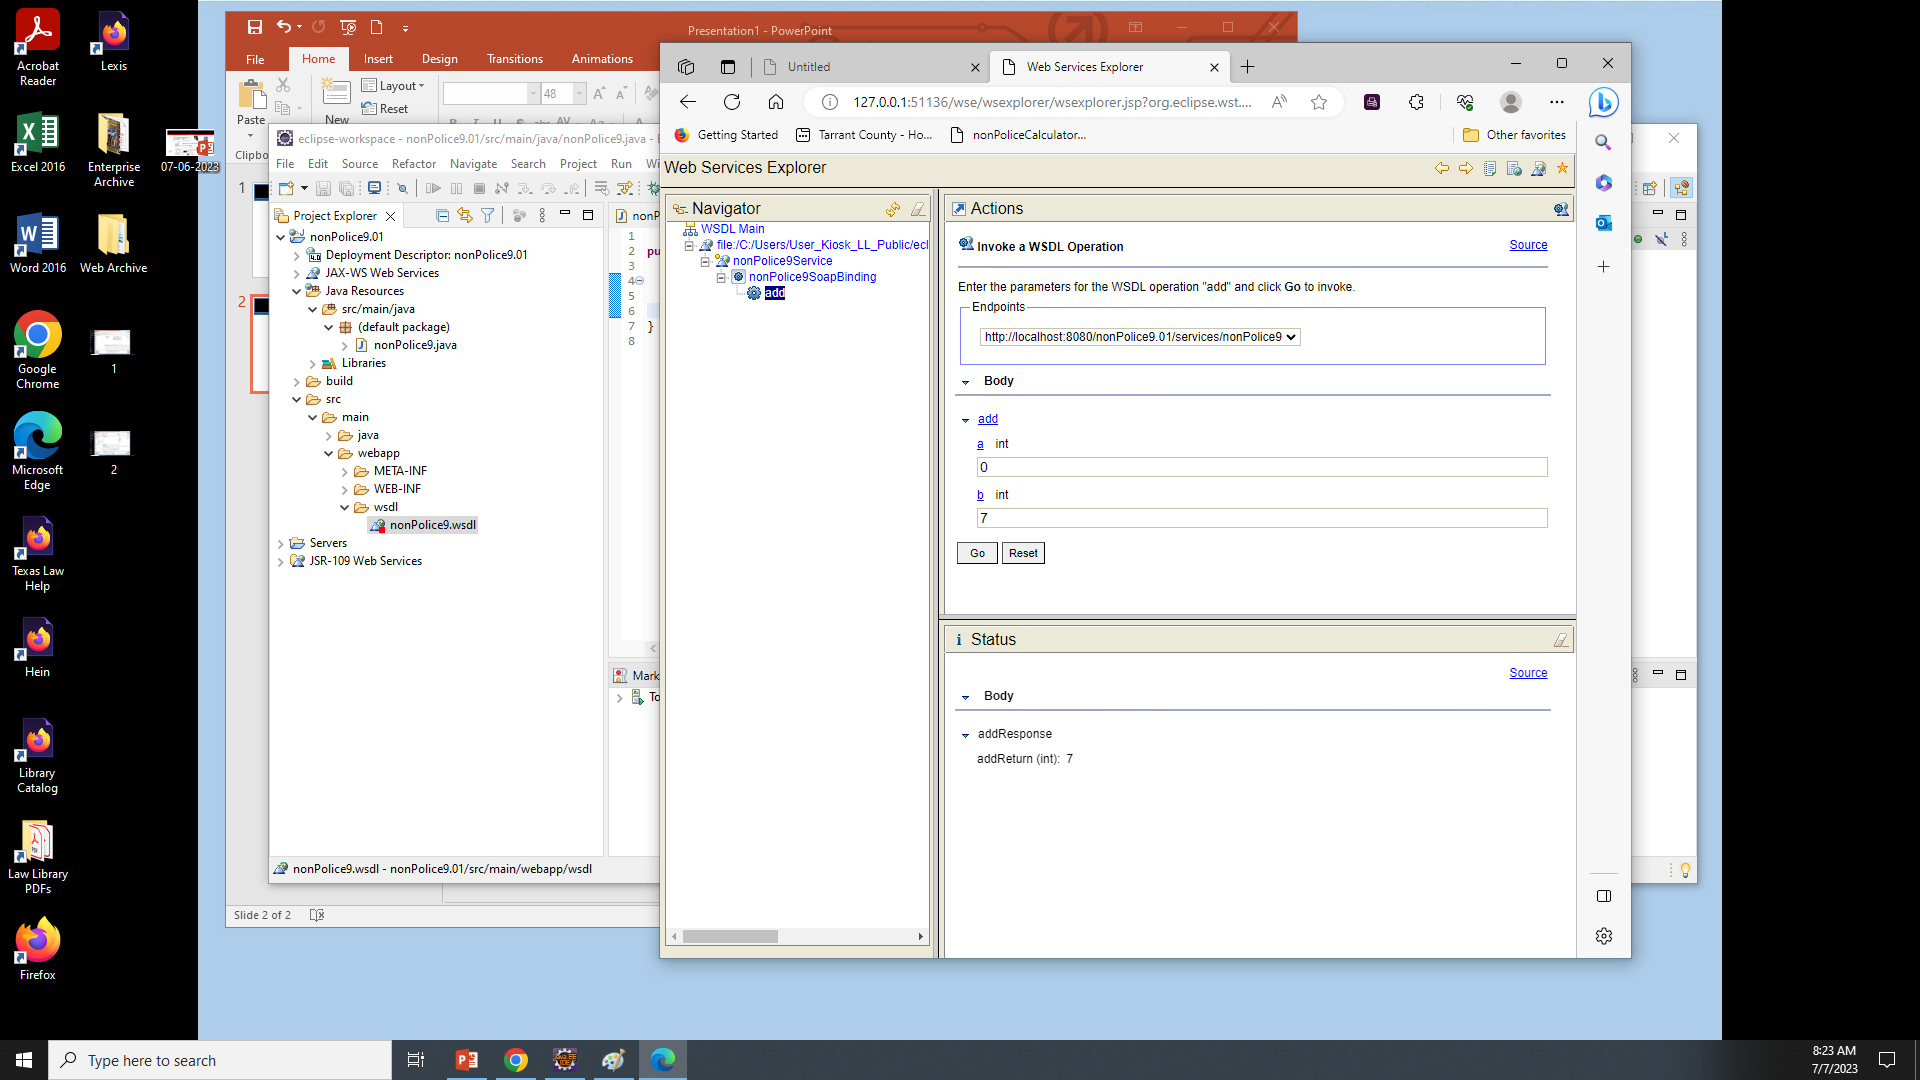 Acrobat Reader
Lexis
Excel 2016
Enterprise Archive
07-06-2023
Word 2016
Web Archive
Google Chrome
1
Microsoft Edge
2
Texas Law Help
Hein
Library Catalog
Law Library PDFs
Firefox
Presentation1 - PowerPoint
File Home Insert Design Transitions Animations
Paste
Layout
Reset
New
48
Clipbo
1
2
Slide 2 of 2
eclipse-workspace - nonPolice9.01/src/main/java/nonPolice9.java - E
File Edit Source Refactor Navigate Search Project Run Wi
Project Explorer
nonPolice9.01
Deployment Descriptor: nonPolice9.01
JAX-WS Web Services
Java Resources
src/main/java
(default package)
nonPolice9.java
Libraries
build
src
main
java
webapp
META-INF
WEB-INF
wsdl
nonPolice9.wsdl
Servers
JSR-109 Web Services
nonP
1
2 pu
3
4
5
6
7 }
8
Mark
To
nonPolice9.wsdl - nonPolice9.01/src/main/webapp/wsdl
Untitled
Web Services Explorer
127.0.0.1:51136/wse/wsexplorer/wsexplorer.jsp?org.eclipse.wst....
Getting Started
Tarrant County - Ho...
nonPoliceCalculator...
Other favorites
Web Services Explorer
Navigator
WSDL Main
file:/C:/Users/User_Kiosk_LL_Public/ecl
nonPolice9Service
nonPolice9SoapBinding
add
Actions
Invoke a WSDL Operation
Source
Enter the parameters for the WSDL operation "add" and click Go to invoke.
Endpoints
http://localhost:8080/nonPolice9.01/services/nonPolice9
Body
add
a int
0
b int
7
Go Reset
Status
Source
Body
addResponse
addReturn (int): 7
Type here to search
8:23 AM
7/7/2023